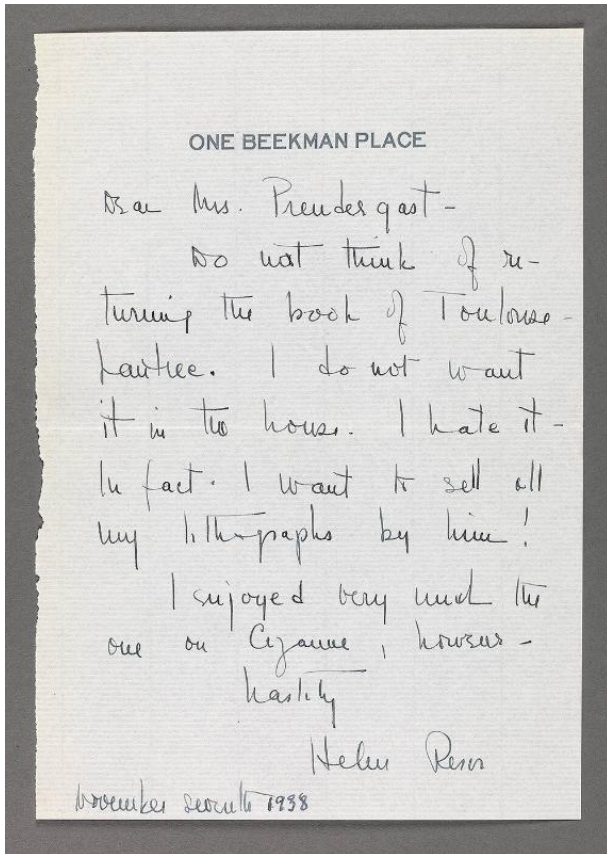 ONE BEEKMAN PLACE
Dear Mrs. Prendergast -
Do not think of re-
turning the book of Toulouse -
Lautrec. I do not want
it in the house. I hate it -
In fact. I want to sell all
my lithographs by him!
I enjoyed very much the
one on Cezanne, however -
hastily
Helen Resor
November seventh 1938